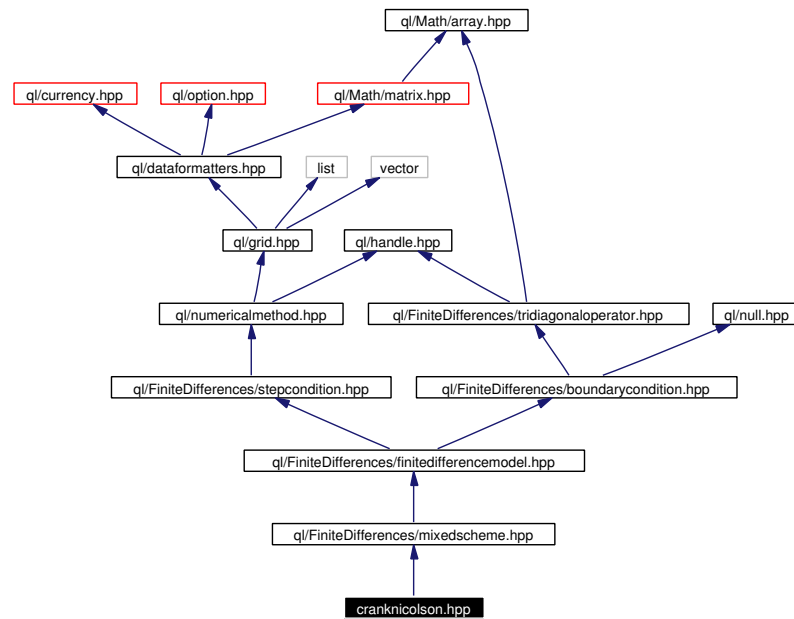 ql/Math/array.hpp
ql/currency.hpp
ql/option.hpp
ql/Math/matrix.hpp
ql/dataformatters.hpp
list
vector
ql/grid.hpp
ql/handle.hpp
ql/numericalmethod.hpp
ql/FiniteDifferences/tridiagonaloperator.hpp
ql/null.hpp
ql/FiniteDifferences/stepcondition.hpp
ql/FiniteDifferences/boundarycondition.hpp
ql/FiniteDifferences/finitedifferencemodel.hpp
ql/FiniteDifferences/mixedscheme.hpp
cranknicolson.hpp